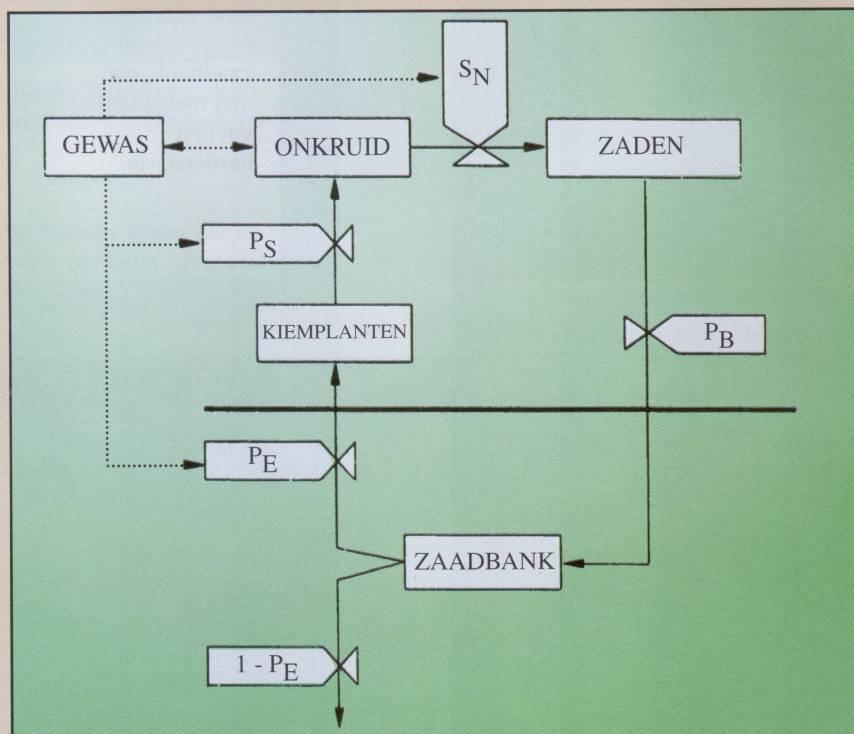 S_N
GEWAS
ONKRUID
ZADEN
P_S
KIEMPLANTEN
P_B
P_E
ZAADBANK
1 - P_E